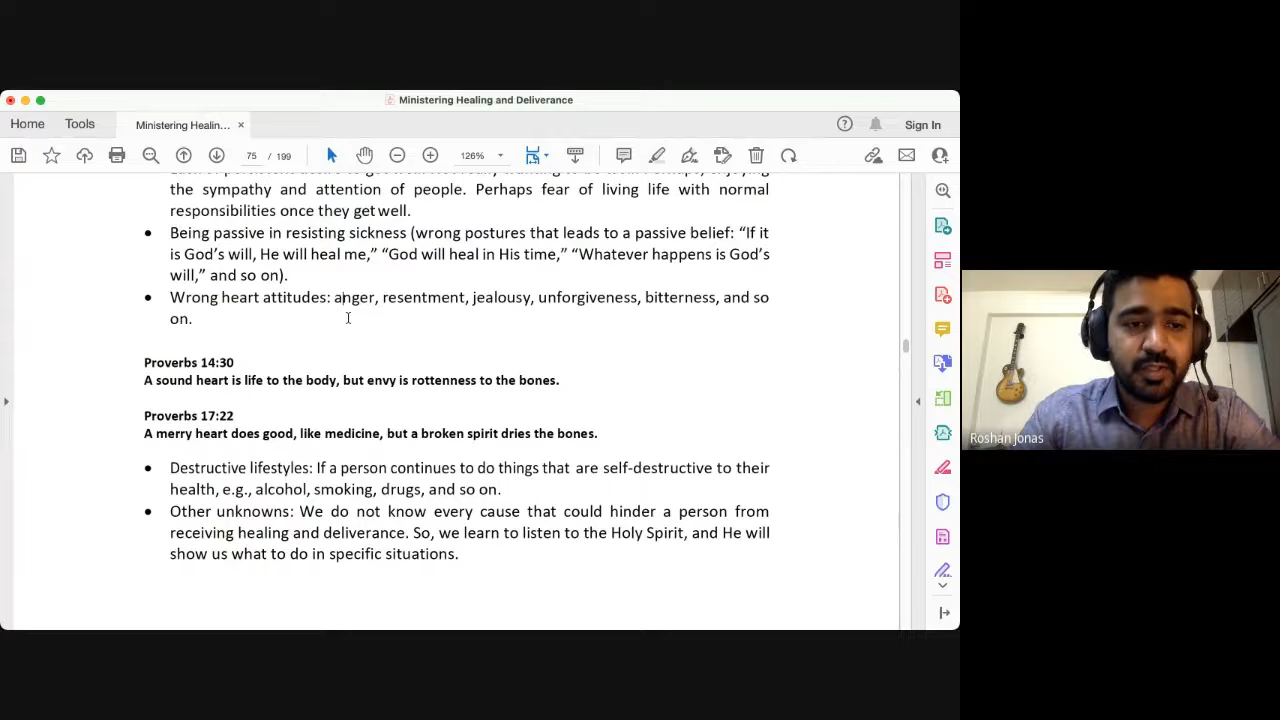 Ministering Healing and Deliverance
Home Tools Ministering Healin... × Sign In
75 / 199 126%
the sympathy and attention of people. Perhaps fear of living life with normal
responsibilities once they get well.
• Being passive in resisting sickness (wrong postures that leads to a passive belief: “If it
is God’s will, He will heal me,” “God will heal in His time,” “Whatever happens is God’s
will,” and so on).
• Wrong heart attitudes: anger, resentment, jealousy, unforgiveness, bitterness, and so
on.
Proverbs 14:30
A sound heart is life to the body, but envy is rottenness to the bones.
Proverbs 17:22
A merry heart does good, like medicine, but a broken spirit dries the bones.
• Destructive lifestyles: If a person continues to do things that are self-destructive to their
health, e.g., alcohol, smoking, drugs, and so on.
• Other unknowns: We do not know every cause that could hinder a person from
receiving healing and deliverance. So, we learn to listen to the Holy Spirit, and He will
show us what to do in specific situations.
Roshan Jonas